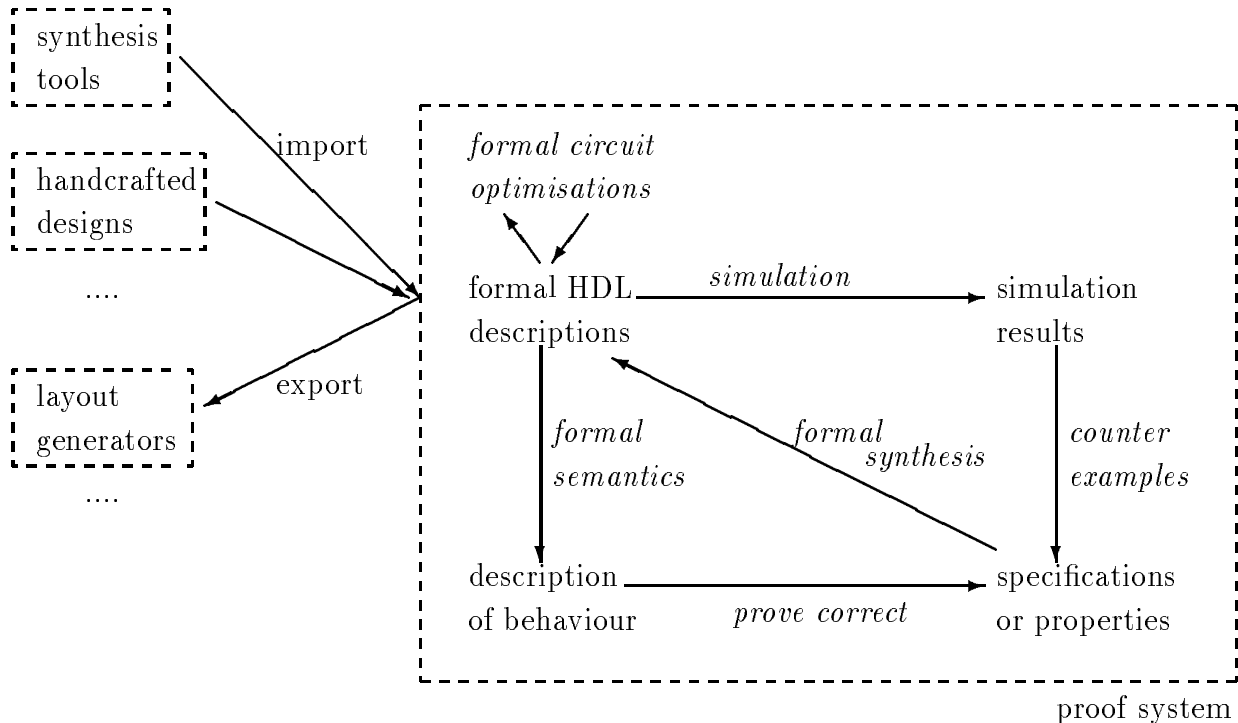 synthesis
tools
import
handcrafted
designs
....
layout
generators
....
export
formal circuit
optimisations
formal HDL
descriptions
simulation
simulation
results
formal
semantics
formal
synthesis
counter
examples
description
of behaviour
prove correct
specifications
or properties
proof system